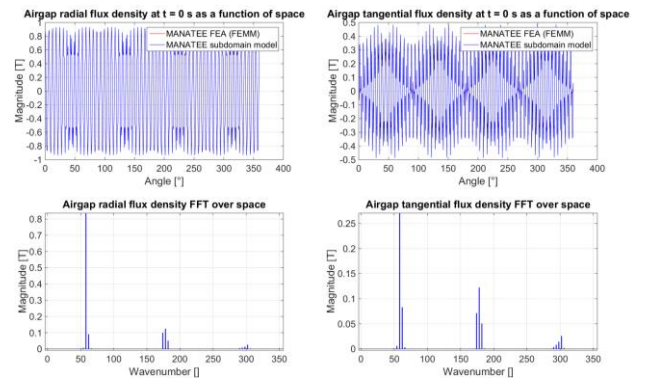 Airgap radial flux density at t = 0 s as a function of space
1
0.8
0.6
0.4
0.2
0
-0.2
-0.4
-0.6
-0.8
-1
Magnitude [T]
MANATEE FEA (FEMM)
MANATEE subdomain model
0 50 100 150 200 250 300 350 400
Angle [°]
Airgap tangential flux density at t = 0 s as a function of space
0.5
0.4
0.3
0.2
0.1
0
-0.1
-0.2
-0.3
-0.4
-0.5
Magnitude [T]
MANATEE FEA (FEMM)
MANATEE subdomain model
0 50 100 150 200 250 300 350 400
Angle [°]
Airgap radial flux density FFT over space
0.8
0.7
0.6
0.5
0.4
0.3
0.2
0.1
0
Magnitude [T]
0 50 100 150 200 250 300 350
Wavenumber []
Airgap tangential flux density FFT over space
0.25
0.2
0.15
0.1
0.05
0
Magnitude [T]
0 50 100 150 200 250 300 350
Wavenumber []